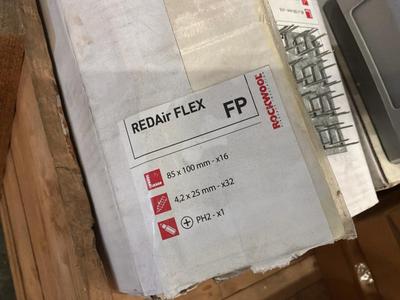 REDAir FLEX
FP
ROCKWOOL
85 x 100 mm - x16
4,2 x 25 mm - x32
PH2 - x1